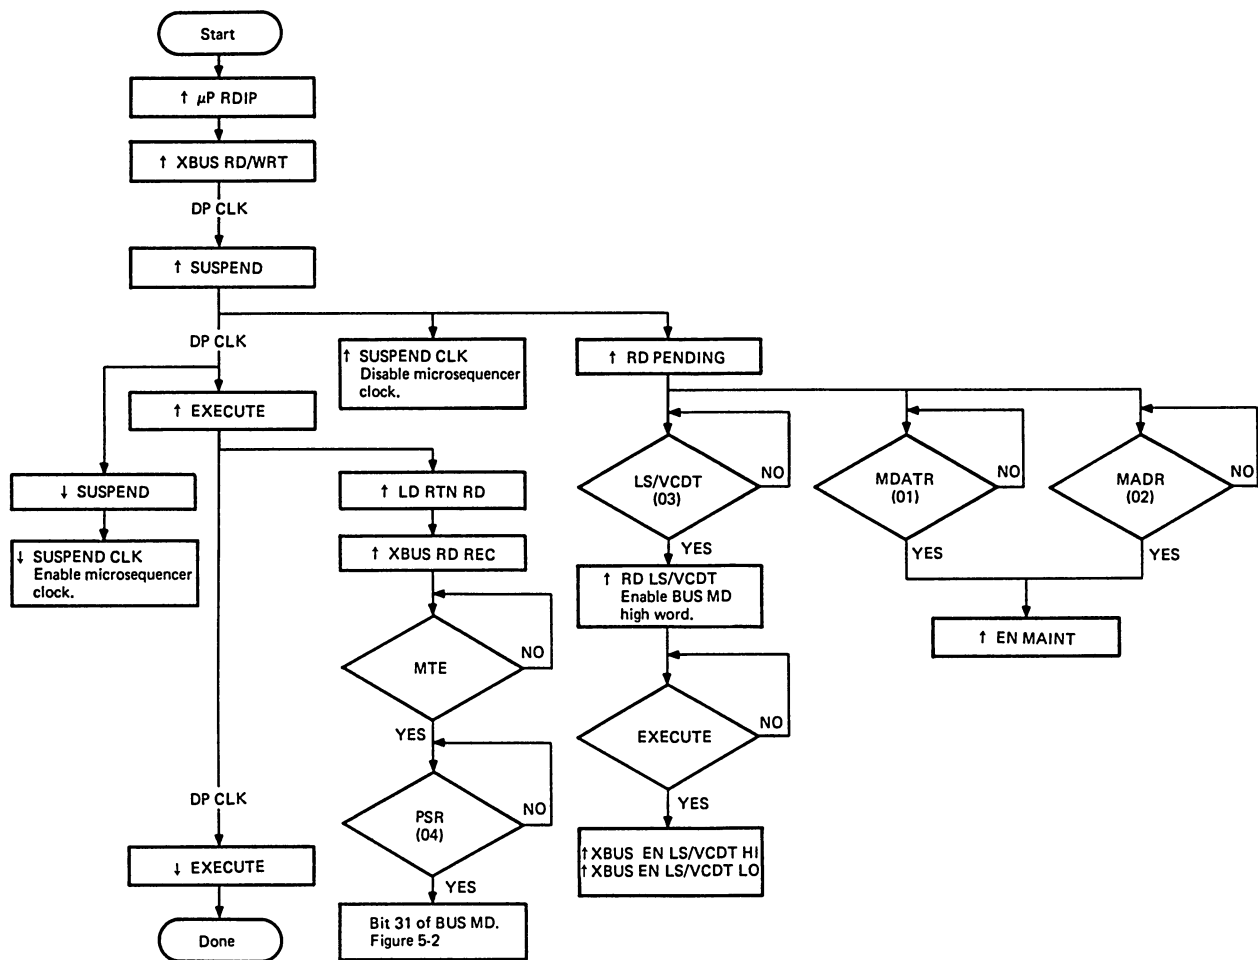 Start
↑ μP RDIP
↑ XBUS RD/WRT
DP CLK
↑ SUSPEND
DP CLK
↑ SUSPEND CLK
Disable microsequencer
clock.
↑ RD PENDING
↑ EXECUTE
↓ SUSPEND
↓ SUSPEND CLK
Enable microsequencer
clock.
↑ LD RTN RD
↑ XBUS RD REC
MTE
NO
YES
PSR
(04)
NO
YES
Bit 31 of BUS MD.
Figure 5-2
LS/VCDT
(03)
NO
YES
↑ RD LS/VCDT
Enable BUS MD
high word.
EXECUTE
NO
YES
↑XBUS EN LS/VCDT HI
↑XBUS EN LS/VCDT LO
MDATR
(01)
NO
YES
MADR
(02)
NO
YES
↑ EN MAINT
DP CLK
↓ EXECUTE
Done